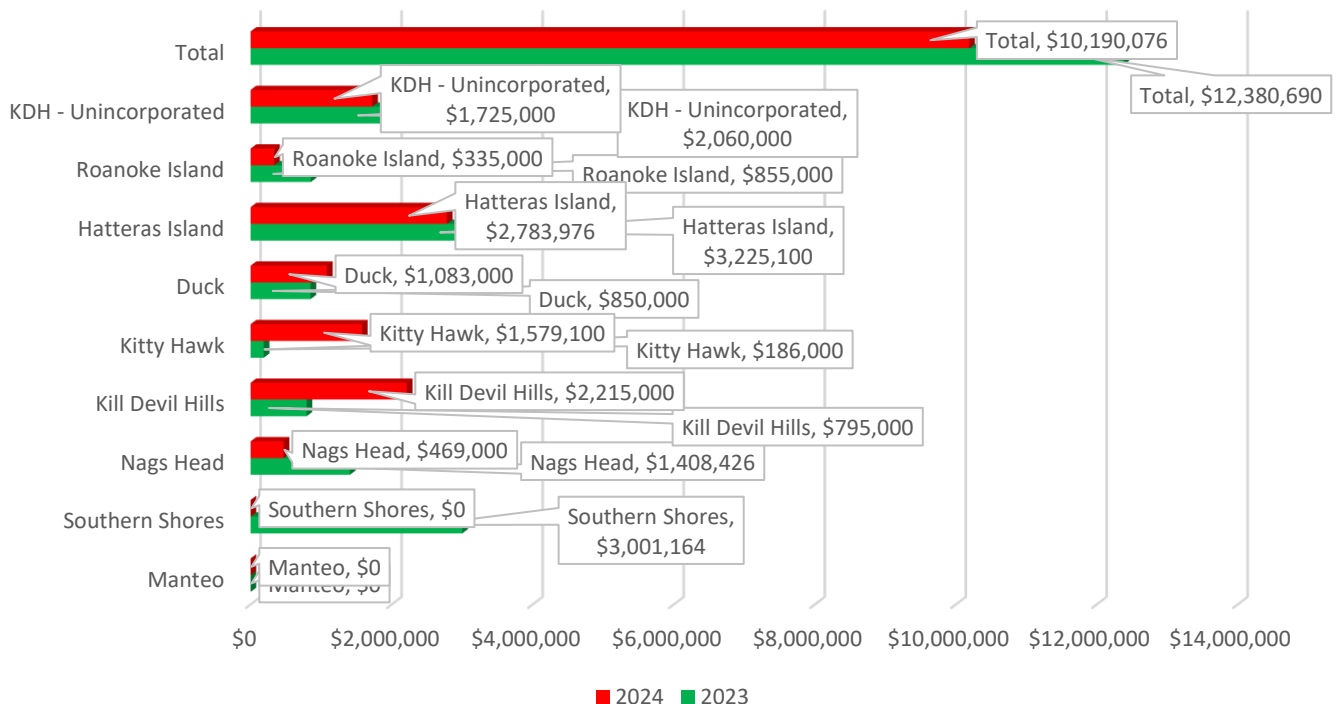 Total
Total, $10,190,076
Total, $12,380,690
KDH - Unincorporated
KDH - Unincorporated,
$1,725,000
KDH - Unincorporated,
$2,060,000
Roanoke Island
Roanoke Island, $335,000
Roanoke Island, $855,000
Hatteras Island
Hatteras Island,
$2,783,976
Hatteras Island,
$3,225,100
Duck
Duck, $1,083,000
Duck, $850,000
Kitty Hawk
Kitty Hawk, $1,579,100
Kitty Hawk, $186,000
Kill Devil Hills
Kill Devil Hills, $2,215,000
Kill Devil Hills, $795,000
Nags Head
Nags Head, $469,000
Nags Head, $1,408,426
Southern Shores
Southern Shores, $0
Southern Shores,
$3,001,164
Manteo
Manteo, $0
Manteo, $0
$0 $2,000,000 $4,000,000 $6,000,000 $8,000,000 $10,000,000 $12,000,000 $14,000,000
2024 2023